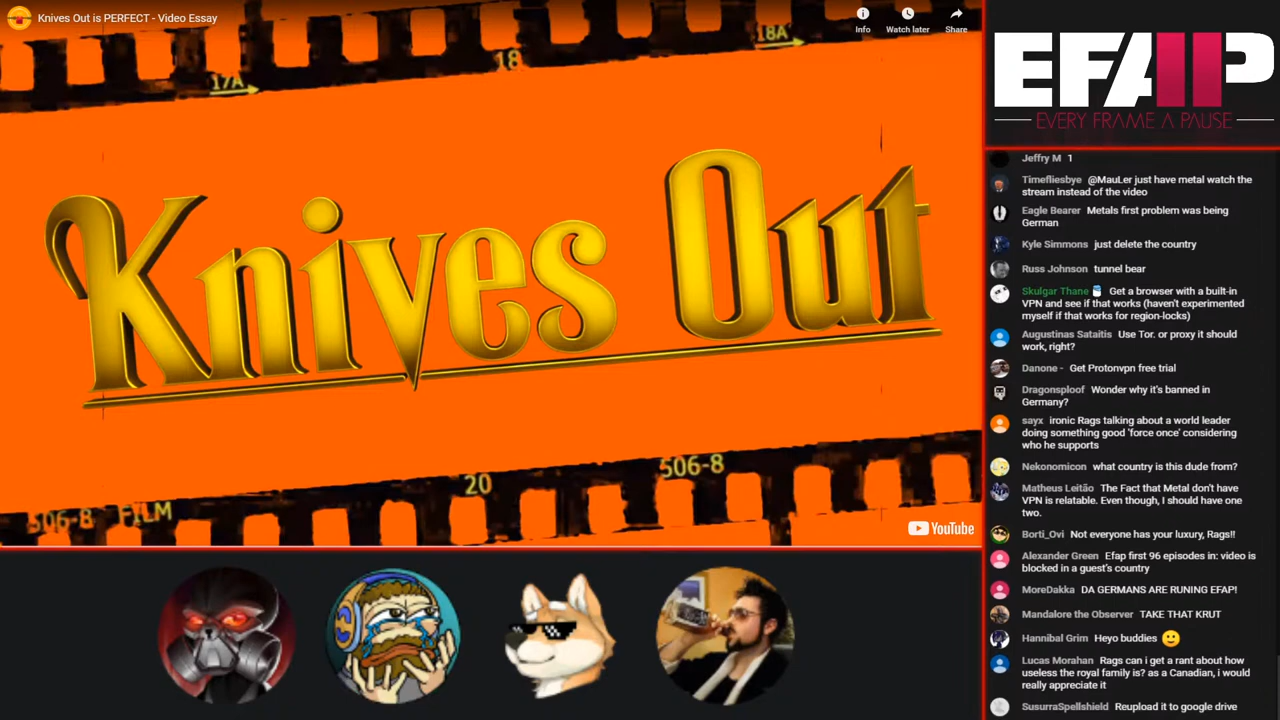 Knives Out is PERFECT - Video Essay
Info
Watch later
Share
17A
18
18A
Knives Out
506-8 FILM
20
506-8
YouTube
EFAP
EVERY FRAME A PAUSE
Jeffry M 1
Timefliesbye @MauLer just have metal watch the
stream instead of the video
Eagle Bearer Metals first problem was being
German
Kyle Simmons just delete the country
Russ Johnson tunnel bear
Skulgar Thane Get a browser with a built-in
VPN and see if that works (haven't experimented
myself if that works for region-locks)
Augustinas Sataitis Use Tor. or proxy it should
work, right?
Danone - Get Protonvpn free trial
Dragonsploof Wonder why it's banned in
Germany?
sayx ironic Rags talking about a world leader
doing something good 'force once' considering
who he supports
Nekonomicon what country is this dude from?
Matheus Leitão The Fact that Metal don't have
VPN is relatable. Even though, I should have one
two.
Borti_Ovi Not everyone has your luxury, Rags!!
Alexander Green Efap first 96 episodes in: video is
blocked in a guest's country
MoreDakka DA GERMANS ARE RUNING EFAP!
Mandalore the Observer TAKE THAT KRUT
Hannibal Grim Heyo buddies 🙂
Lucas Morahan Rags can i get a rant about how
useless the royal family is? as a Canadian, i would
really appreciate it
SusurraSpellshield Reupload it to google drive